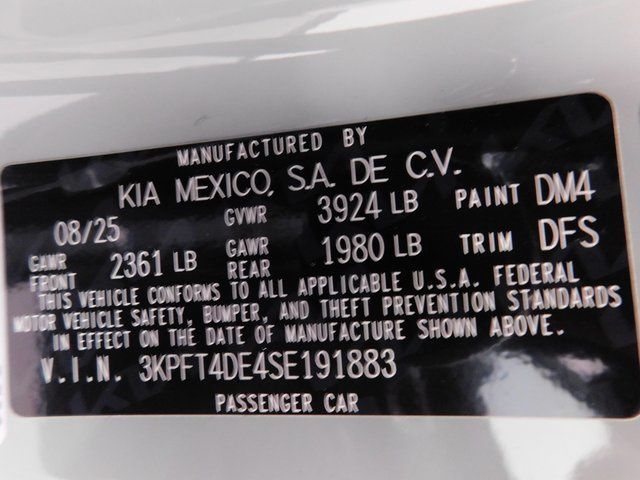 MANUFACTURED BY
KIA MEXICO, S.A. DE C.V.
08/25 GVWR 3924 LB PAINT DM4
GAWR FRONT 2361 LB GAWR REAR 1980 LB TRIM DFS
THIS VEHICLE CONFORMS TO ALL APPLICABLE U.S.A. FEDERAL
MOTOR VEHICLE SAFETY, BUMPER, AND THEFT PREVENTION STANDARDS
IN EFFECT ON THE DATE OF MANUFACTURE SHOWN ABOVE.
V.I.N. 3KPFT4DE4SE191883
PASSENGER CAR